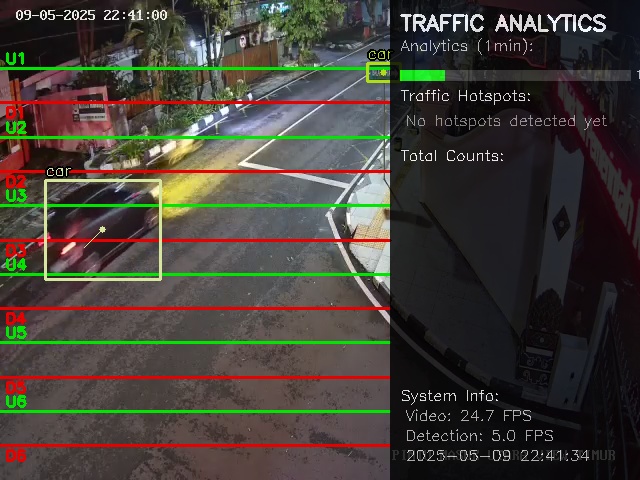 09-05-2025 22:41:00
TRAFFIC ANALYTICS
Analytics (1min):
Traffic Hotspots:
No hotspots detected yet
Total Counts:
car
U1
D1
U2
D2
car
U3
D3
U4
D4
U5
D5
U6
D6
System Info:
Video: 24.7 FPS
Detection: 5.0 FPS
2025-05-09 22:41:34